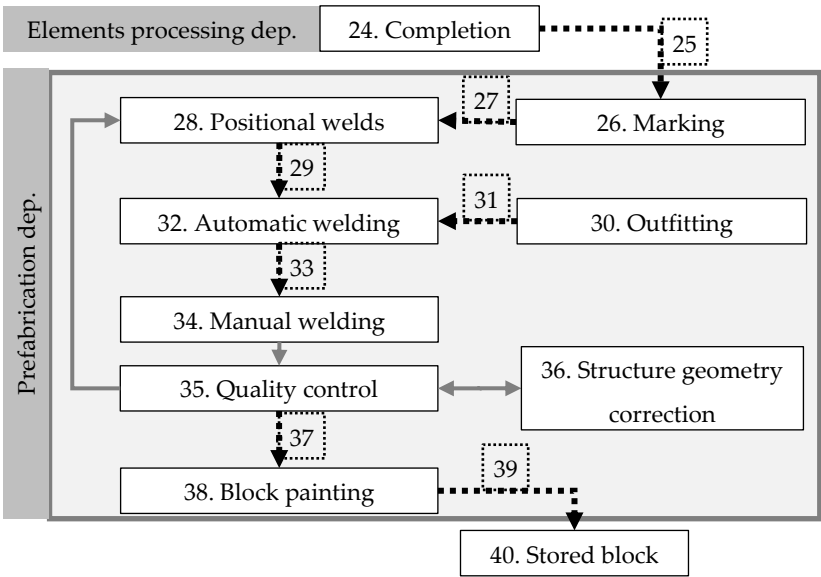 Elements processing dep.
24. Completion
25
Prefabrication dep.
27
28. Positional welds
26. Marking
29
31
32. Automatic welding
30. Outfitting
33
34. Manual welding
35. Quality control
36. Structure geometry
correction
37
39
38. Block painting
40. Stored block